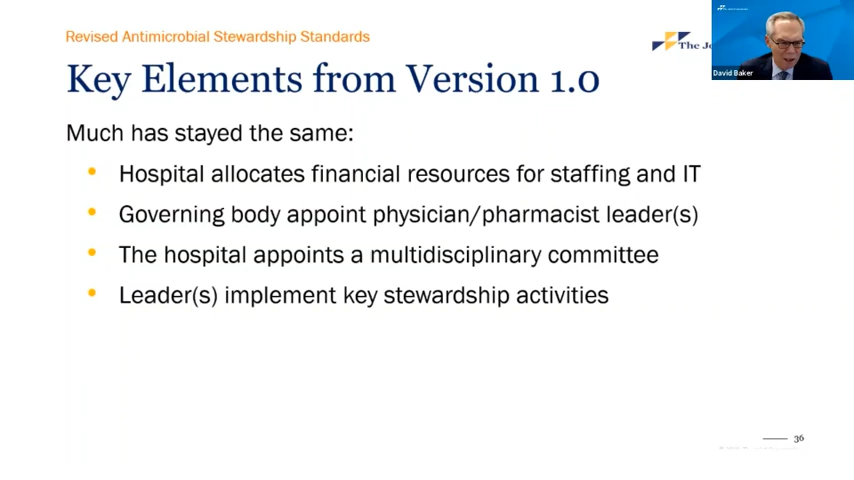 Revised Antimicrobial Stewardship Standards
The
Key Elements from Version 1.0
David Baker
Much has stayed the same:
• Hospital allocates financial resources for staffing and IT
• Governing body appoint physician/pharmacist leader(s)
• The hospital appoints a multidisciplinary committee
• Leader(s) implement key stewardship activities
36